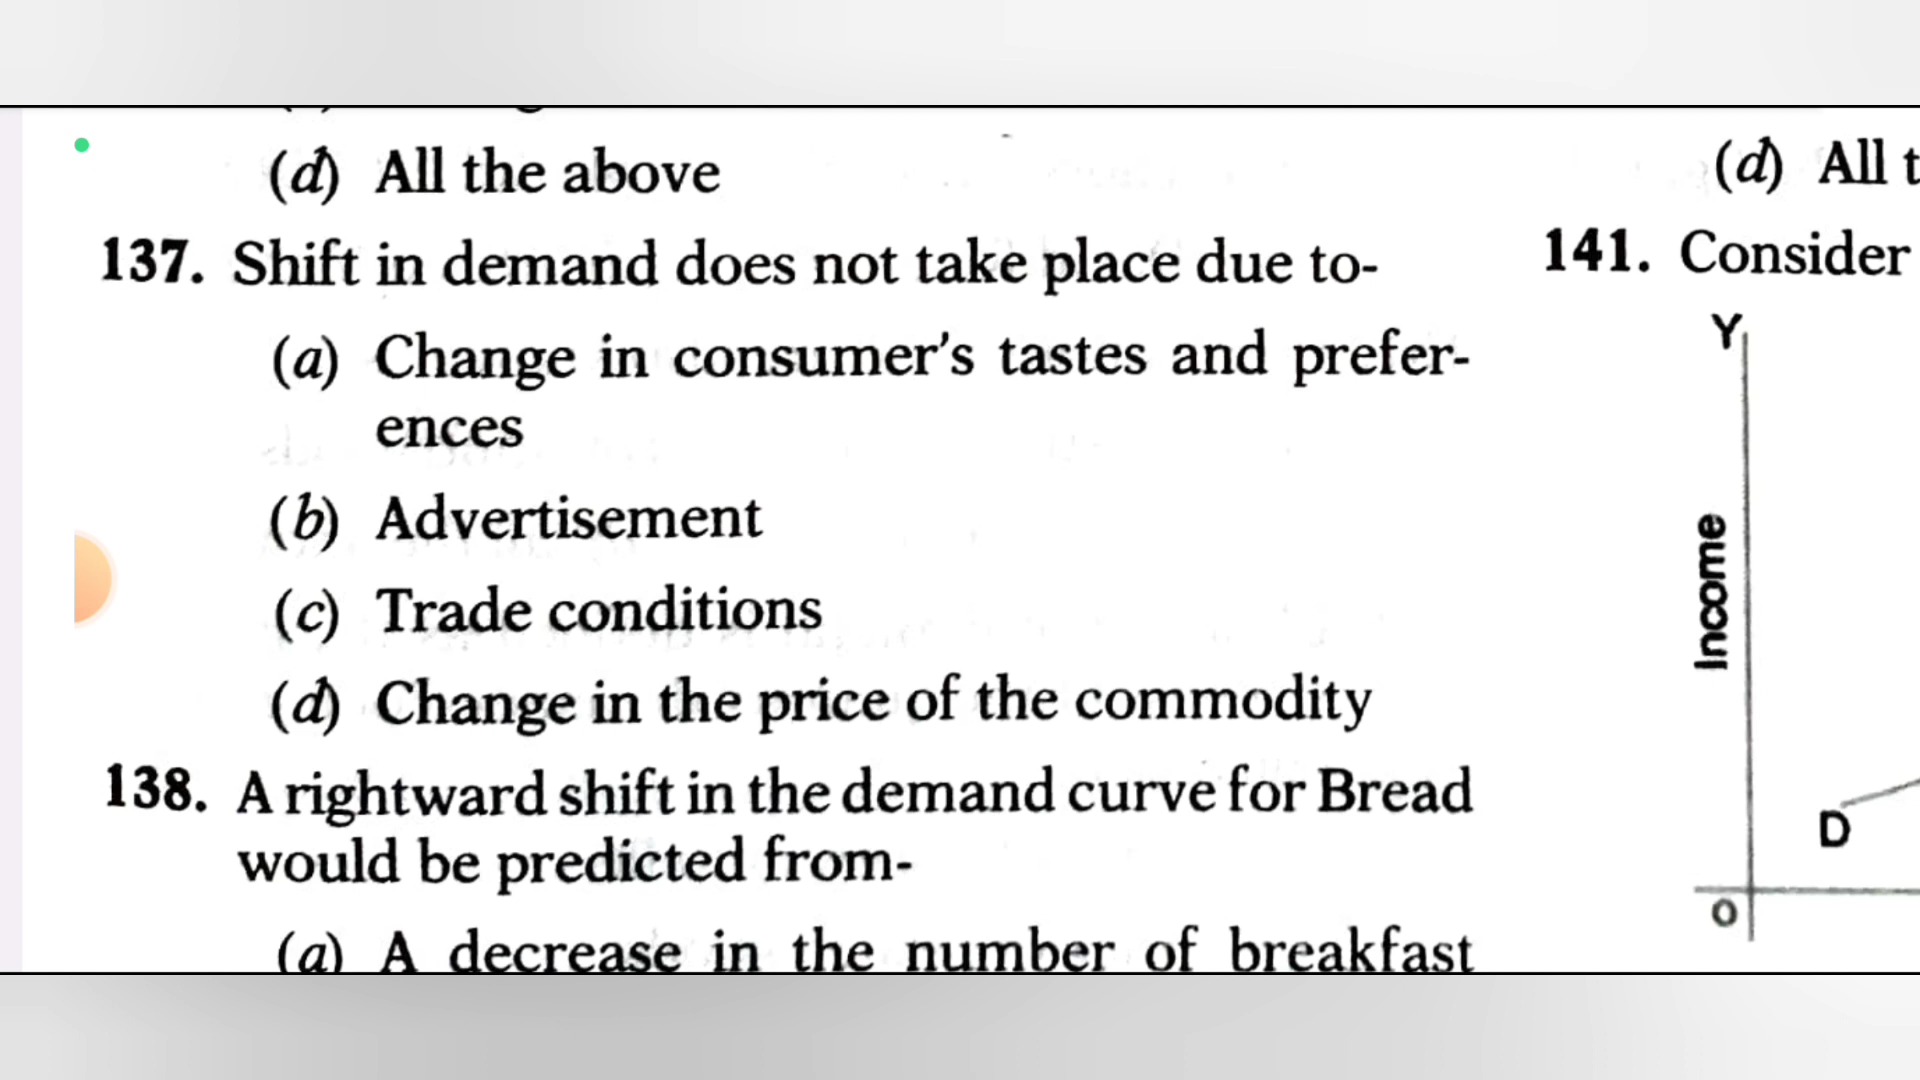 (d) All the above
137. Shift in demand does not take place due to-
(a) Change in consumer's tastes and prefer-
ences
(b) Advertisement
(c) Trade conditions
(d) Change in the price of the commodity
138. A rightward shift in the demand curve for Bread
would be predicted from-
(a) A decrease in the number of breakfast
(d) All t
141. Consider
Y
Income
D
O